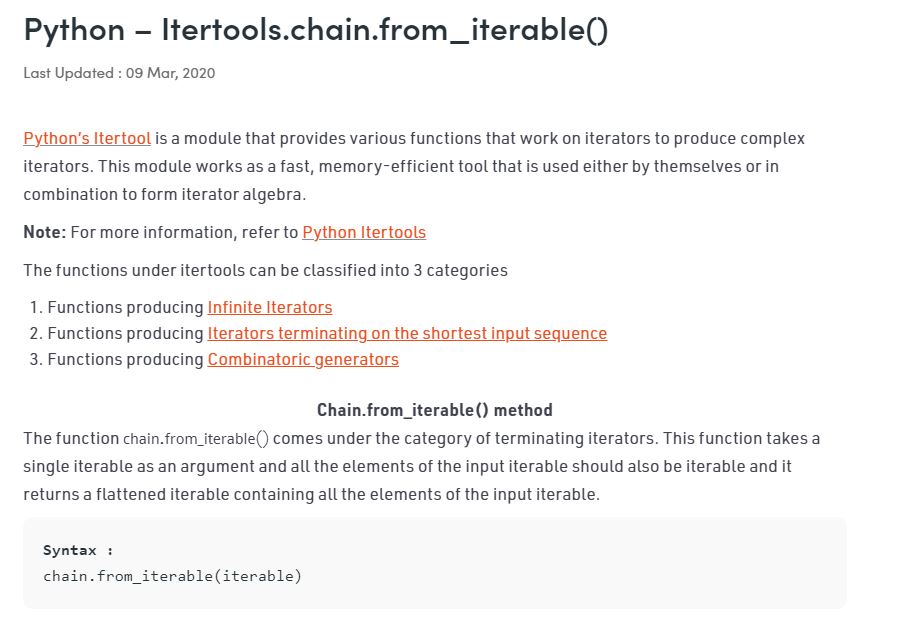 Python – Itertools.chain.from_iterable()
Last Updated : 09 Mar, 2020
Python's Itertool is a module that provides various functions that work on iterators to produce complex
iterators. This module works as a fast, memory-efficient tool that is used either by themselves or in
combination to form iterator algebra.
Note: For more information, refer to Python Itertools
The functions under itertools can be classified into 3 categories
1. Functions producing Infinite Iterators
2. Functions producing Iterators terminating on the shortest input sequence
3. Functions producing Combinatoric generators
Chain.from_iterable() method
The function chain.from_iterable() comes under the category of terminating iterators. This function takes a
single iterable as an argument and all the elements of the input iterable should also be iterable and it
returns a flattened iterable containing all the elements of the input iterable.
Syntax :
chain.from_iterable(iterable)